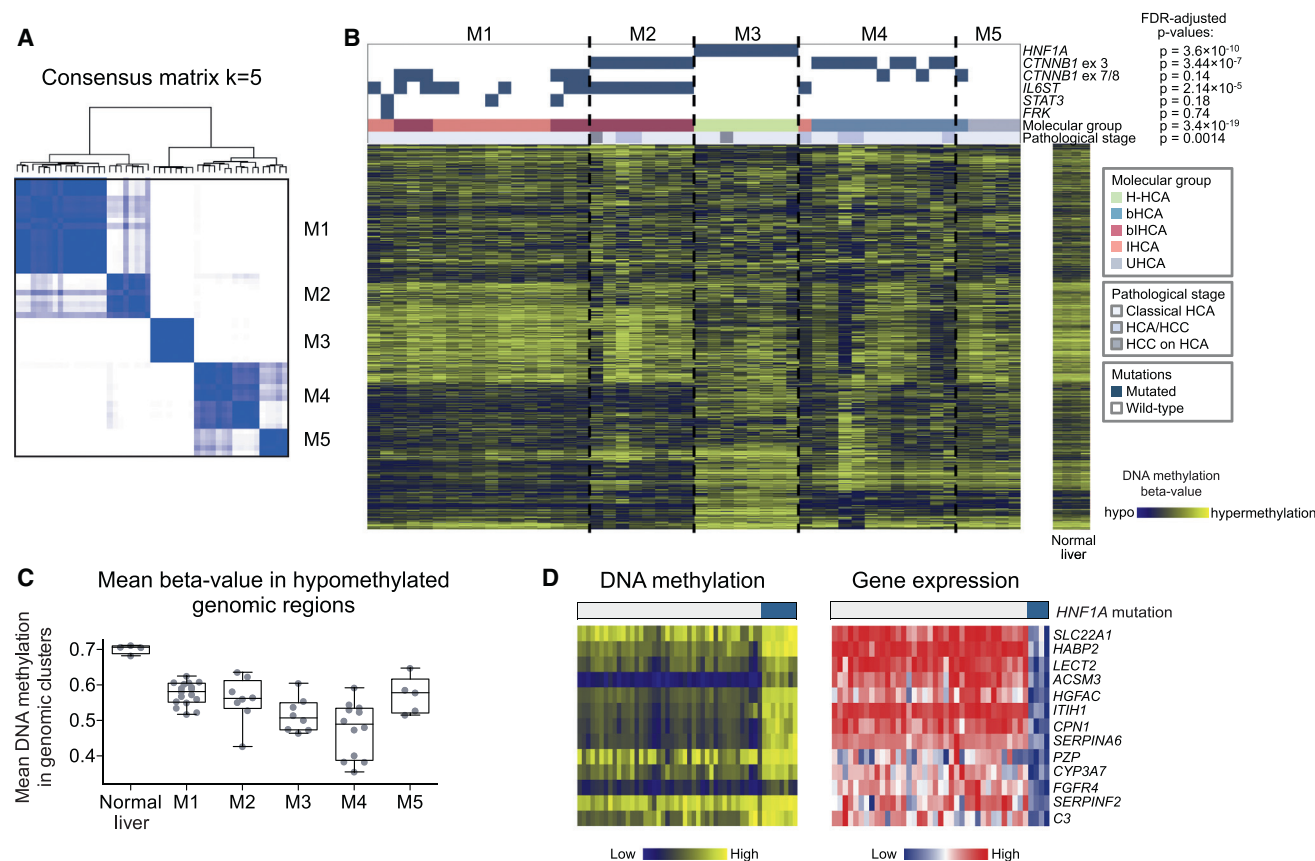 A
Consensus matrix k=5
M1
M2
M3
M4
M5
B
M1 M2 M3 M4 M5
FDR-adjusted
p-values:
HNF1A p = 3.6×10-10
CTNNB1 ex 3 p = 3.44×10-7
CTNNB1 ex 7/8 p = 0.14
IL6ST p = 2.14×10-5
STAT3 p = 0.18
FRK p = 0.74
Molecular group p = 3.4×10-19
Pathological stage p = 0.0014
Molecular group
H-HCA
bHCA
bIHCA
IHCA
UHCA
Pathological stage
Classical HCA
HCA/HCC
HCC on HCA
Mutations
Mutated
Wild-type
DNA methylation
beta-value
hypo hypermethylation
Normal
liver
C
Mean beta-value in hypomethylated
genomic regions
Mean DNA methylation
in genomic clusters
0.7
0.6
0.5
0.4
Normal
liver
M1 M2 M3 M4 M5
D
DNA methylation Gene expression
HNF1A mutation
SLC22A1
HABP2
LECT2
ACSM3
HGFAC
ITIH1
CPN1
SERPINA6
PZP
CYP3A7
FGFR4
SERPINF2
C3
Low High Low High